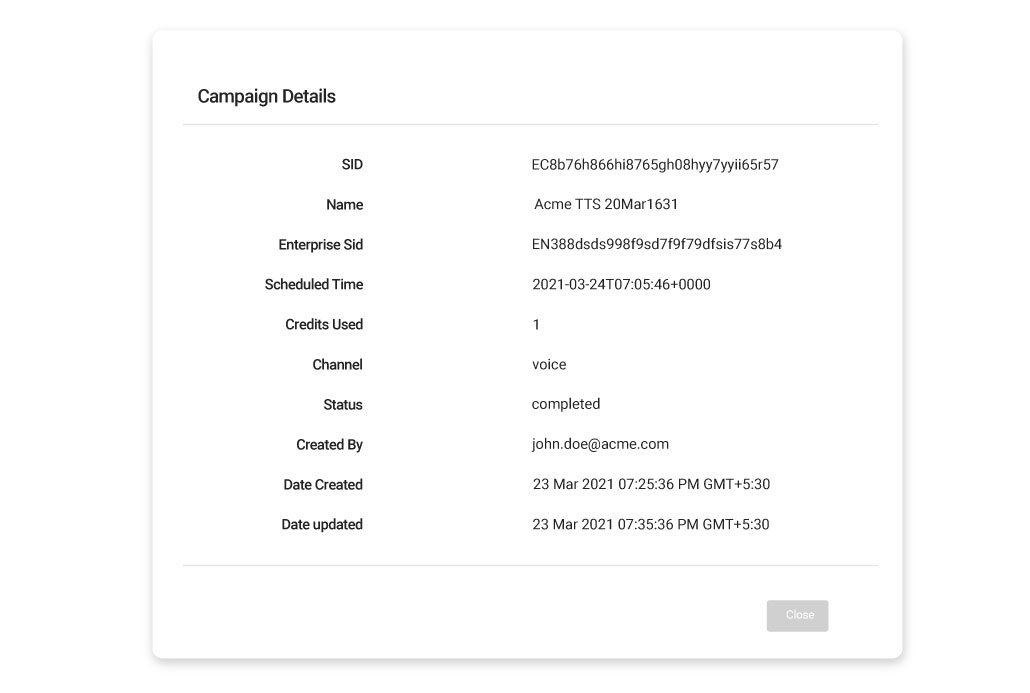 Campaign Details
SID EC8b76h866hi8765gh08hyy7yyii65r57
Name Acme TTS 20Mar1631
Enterprise Sid EN388dsds998f9sd7f9f79dfsis77s8b4
Scheduled Time 2021-03-24T07:05:46+0000
Credits Used 1
Channel voice
Status completed
Created By john.doe@acme.com
Date Created 23 Mar 2021 07:25:36 PM GMT+5:30
Date updated 23 Mar 2021 07:35:36 PM GMT+5:30
Close